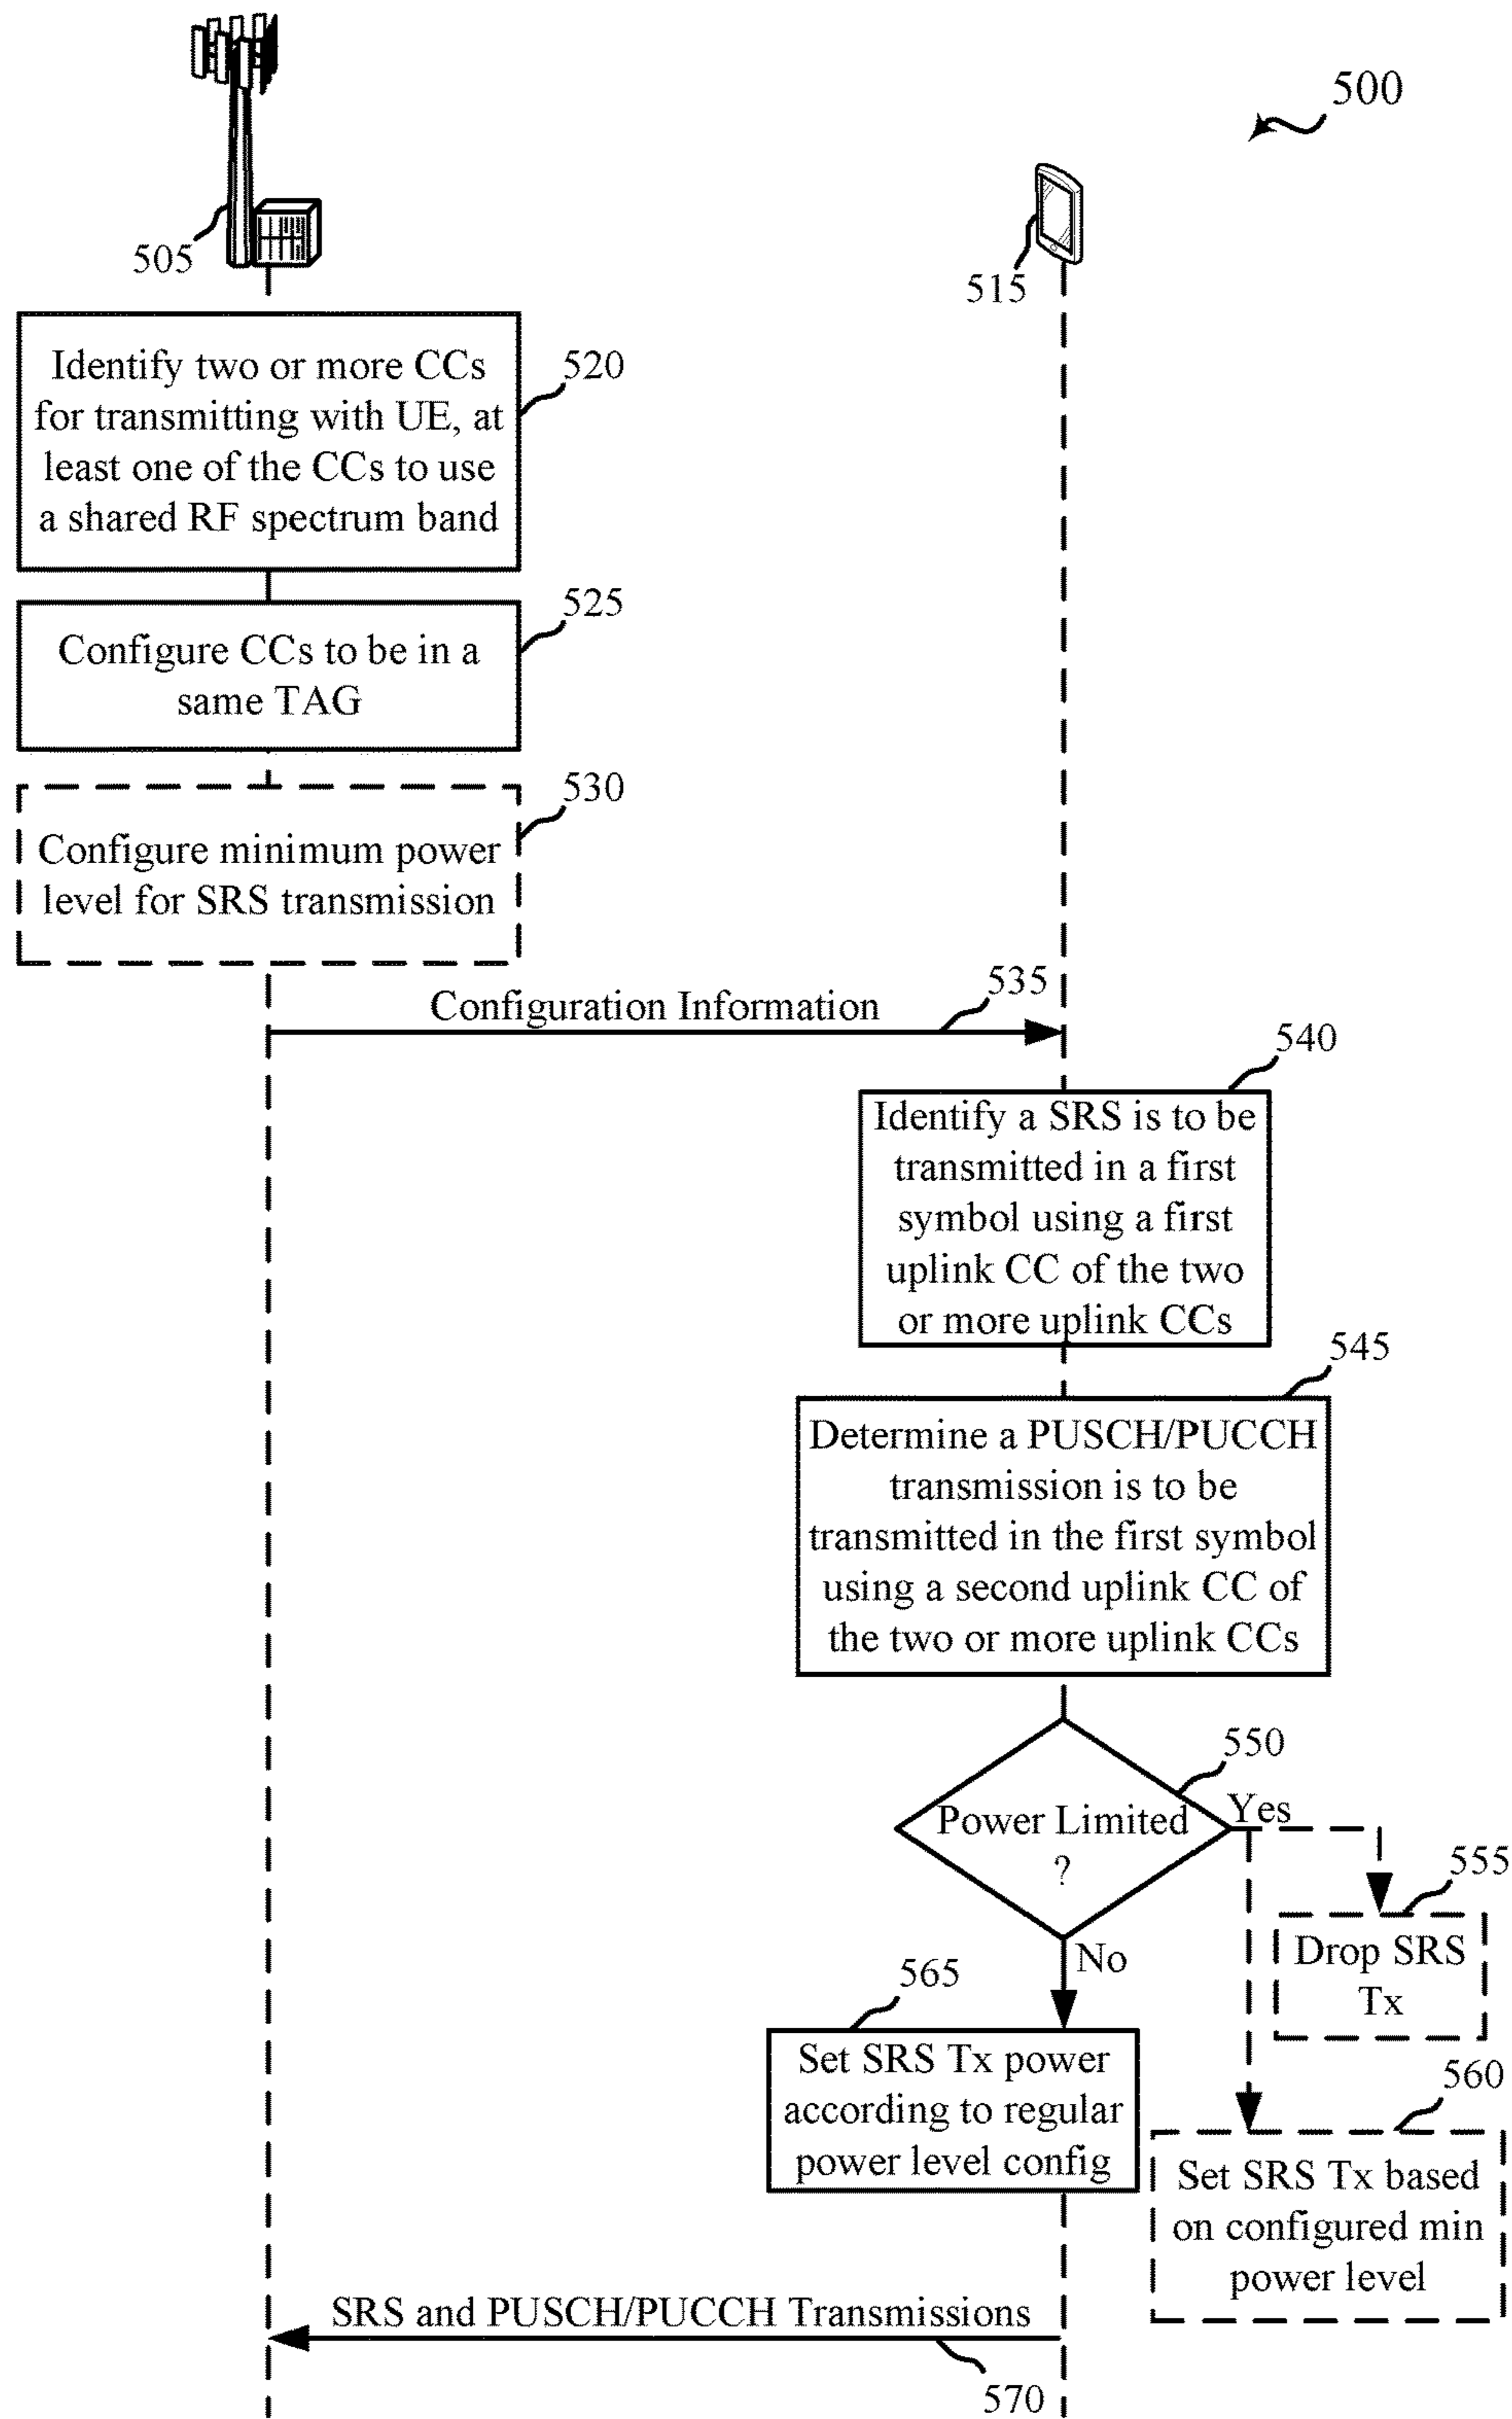 500
505
515
Identify two or more CCs
for transmitting with UE, at
least one of the CCs to use
a shared RF spectrum band
520
Configure CCs to be in a
same TAG
525
Configure minimum power
level for SRS transmission
530
Configuration Information
535
540
Identify a SRS is to be
transmitted in a first
symbol using a first
uplink CC of the two
or more uplink CCs
545
Determine a PUSCH/PUCCH
transmission is to be
transmitted in the first symbol
using a second uplink CC of
the two or more uplink CCs
550
Power Limited
?
Yes
No
555
Drop SRS
Tx
565
Set SRS Tx power
according to regular
power level config
560
Set SRS Tx based
on configured min
power level
SRS and PUSCH/PUCCH Transmissions
570